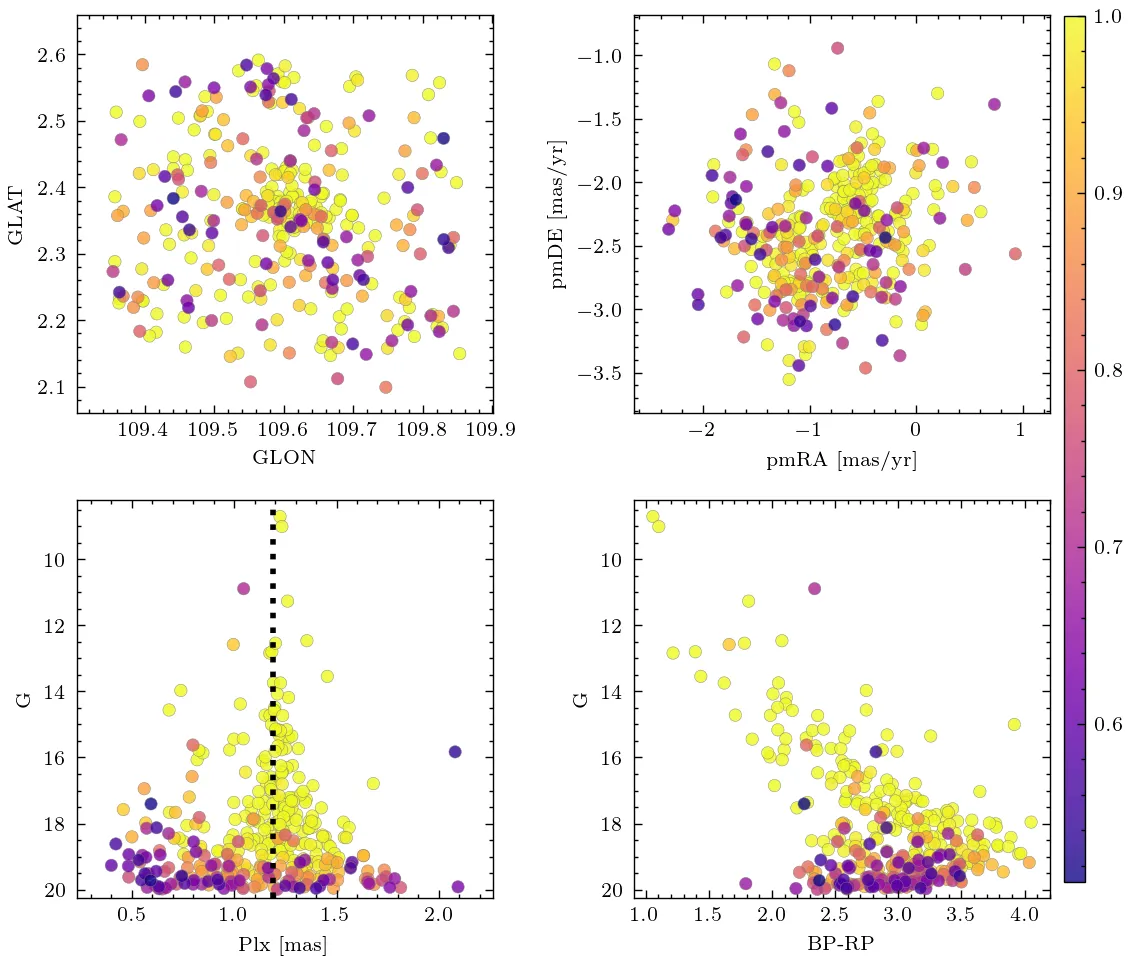 2.6
2.5
2.4
2.3
2.2
2.1
GLAT
109.4 109.5 109.6 109.7 109.8 109.9
GLON
−1.0
−1.5
−2.0
−2.5
−3.0
−3.5
pmDE [mas/yr]
−2 −1 0 1
pmRA [mas/yr]
1.0
0.9
0.8
0.7
0.6
10
12
14
16
18
20
G
0.5 1.0 1.5 2.0
Plx [mas]
10
12
14
16
18
20
G
1.0 1.5 2.0 2.5 3.0 3.5 4.0
BP-RP